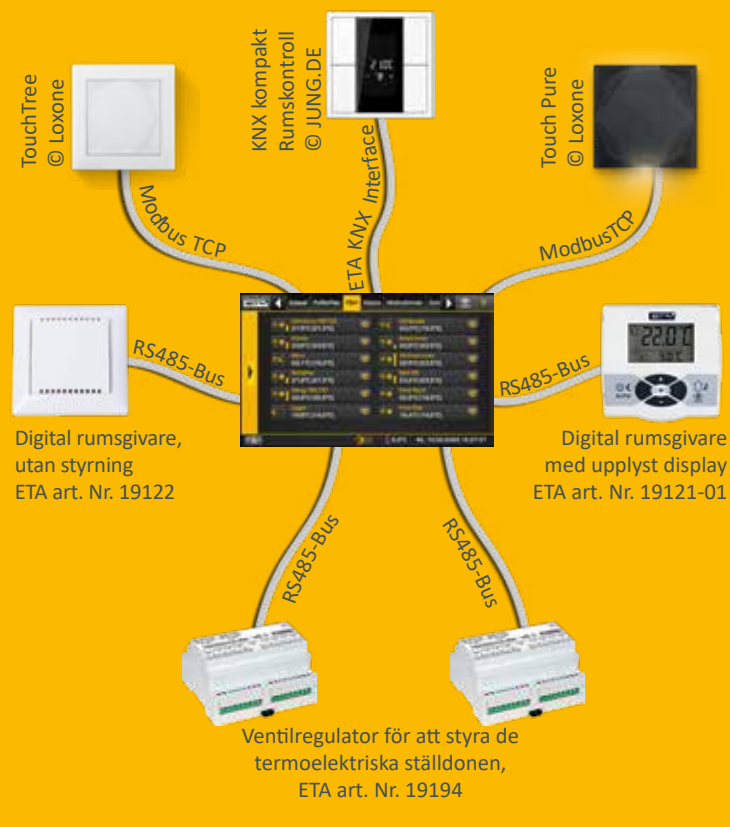 TouchTree
© Loxone
KNX kompakt
Rumskontroll
© JUNG.DE
Touch Pure
© Loxone
Modbus TCP
ETA KNX Interface
ModbusTCP
RS485-Bus
RS485-Bus
22.0°C
Digital rumsgivare,
utan styrning
ETA art. Nr. 19122
Digital rumsgivare
med upplyst display
ETA art. Nr. 19121-01
RS485-Bus
RS485-Bus
Ventilregulator för att styra de
termoelektriska ställdonen,
ETA art. Nr. 19194